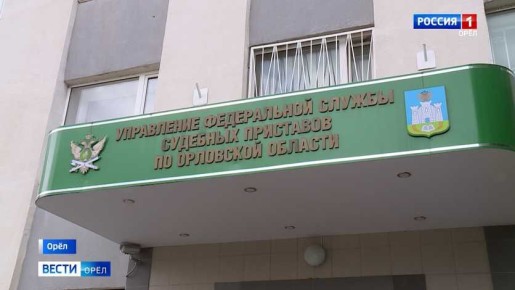 РОССИЯ 1
ОРЁЛ
УПРАВЛЕНИЕ ФЕДЕРАЛЬНОЙ СЛУЖБЫ
СУДЕБНЫХ ПРИСТАВОВ
ПО ОРЛОВСКОЙ ОБЛАСТИ
Орёл
ВЕСТИ ОРЁЛ